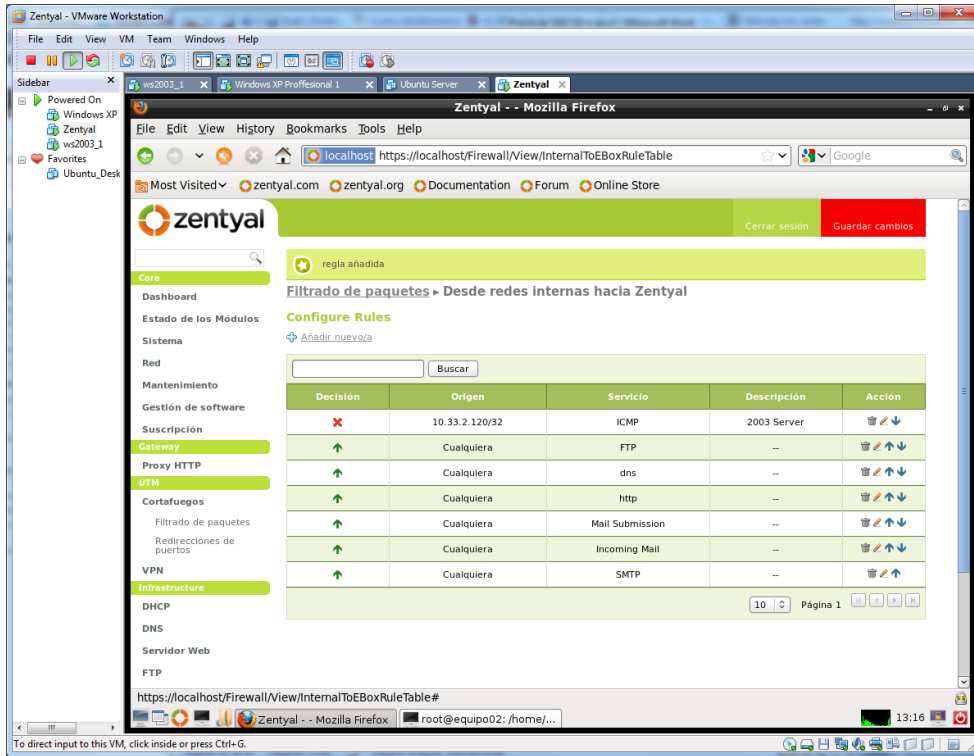 Zentyal - VMware Workstation
File Edit View VM Team Windows Help
Sidebar
Powered On
Windows XP
Zentyal
ws2003_1
Favorites
Ubuntu_Desk
ws2003_1
Windows XP Proffesional 1
Ubuntu Server
Zentyal
Zentyal - - Mozilla Firefox
File Edit View History Bookmarks Tools Help
localhost https://localhost/Firewall/View/InternalToEBoxRuleTable
Google
Most Visited zentyal.com zentyal.org Documentation Forum Online Store
zentyal
Cerrar sesión Guardar cambios
Core
Dashboard
Estado de los Módulos
Sistema
Red
Mantenimiento
Gestión de software
Suscripción
Gateway
Proxy HTTP
UTM
Cortafuegos
Filtrado de paquetes
Redirecciones de
puertos
VPN
Infrastructure
DHCP
DNS
Servidor Web
FTP
regla añadida
Filtrado de paquetes ▸ Desde redes internas hacia Zentyal
Configure Rules
Añadir nuevo/a
Buscar
Decisión Origen Servicio Descripción Acción
10.33.2.120/32 ICMP 2003 Server
Cualquiera FTP --
Cualquiera dns --
Cualquiera http --
Cualquiera Mail Submission --
Cualquiera Incoming Mail --
Cualquiera SMTP --
10 Página 1
https://localhost/Firewall/View/InternalToEBoxRuleTable#
Zentyal - - Mozilla Firefox
root@equipo02: /home/...
13:16
To direct input to this VM, click inside or press Ctrl+G.